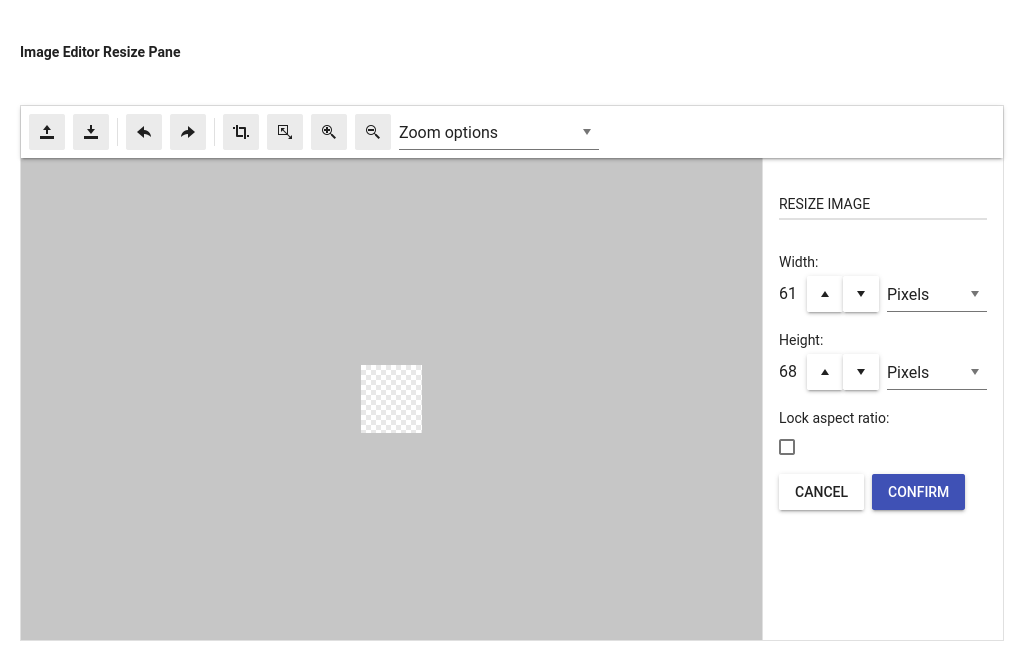 Image Editor Resize Pane
Zoom options
RESIZE IMAGE
Width:
61 Pixels
Height:
68 Pixels
Lock aspect ratio:
CANCEL CONFIRM